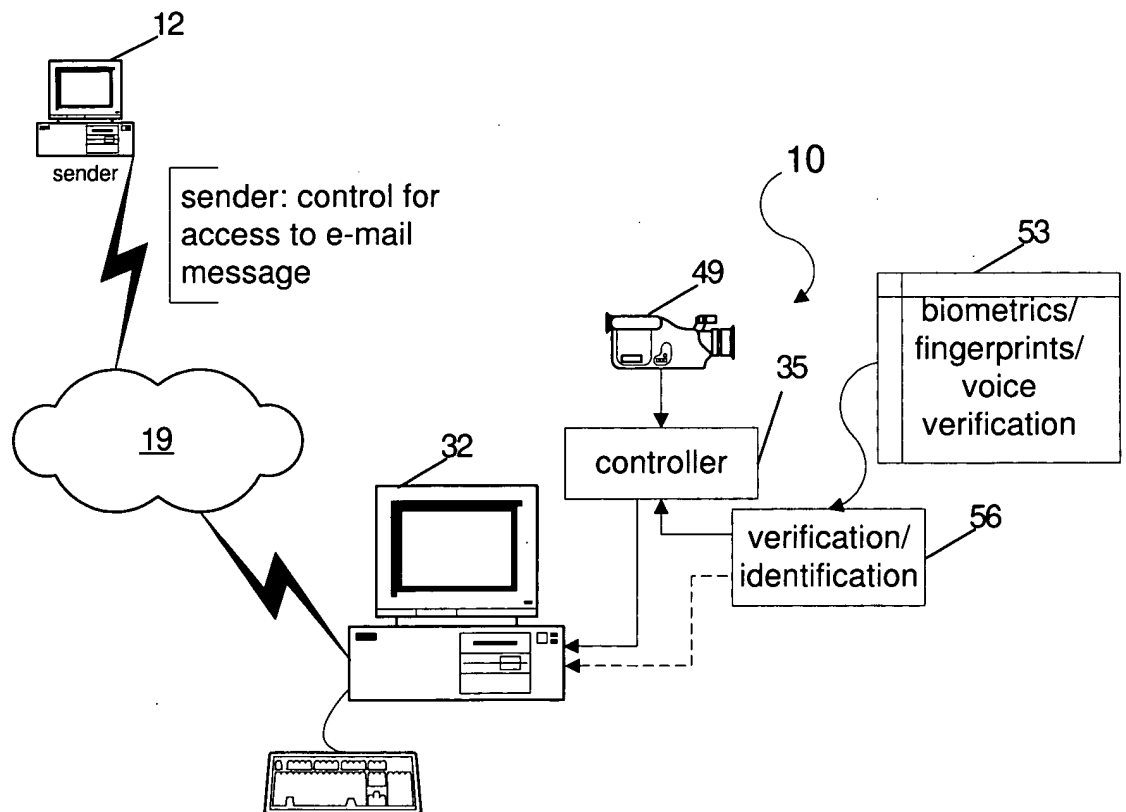 12
sender
sender: control for
access to e-mail
message
10
53
49
biometrics/
fingerprints/
voice
verification
35
19
32
controller
56
verification/
identification